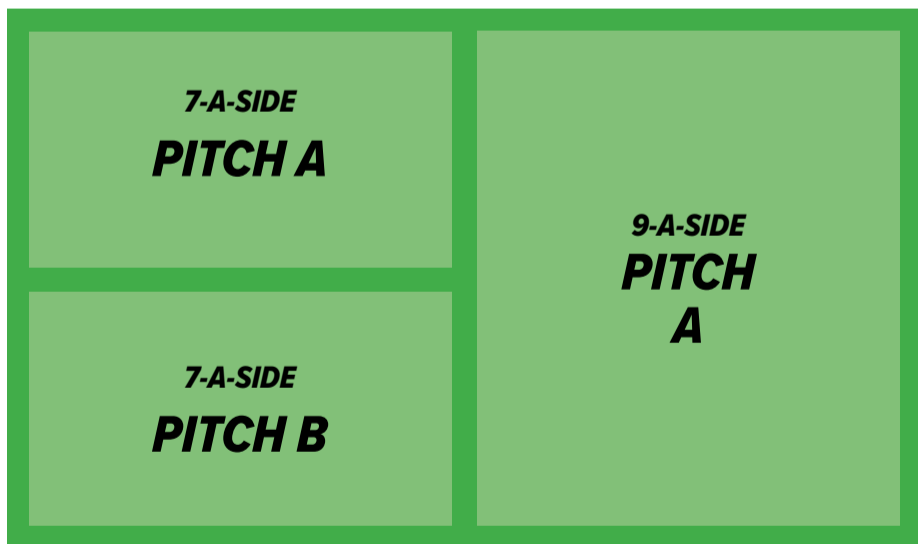 7-A-SIDE
PITCH A
7-A-SIDE
PITCH B
9-A-SIDE
PITCH
A